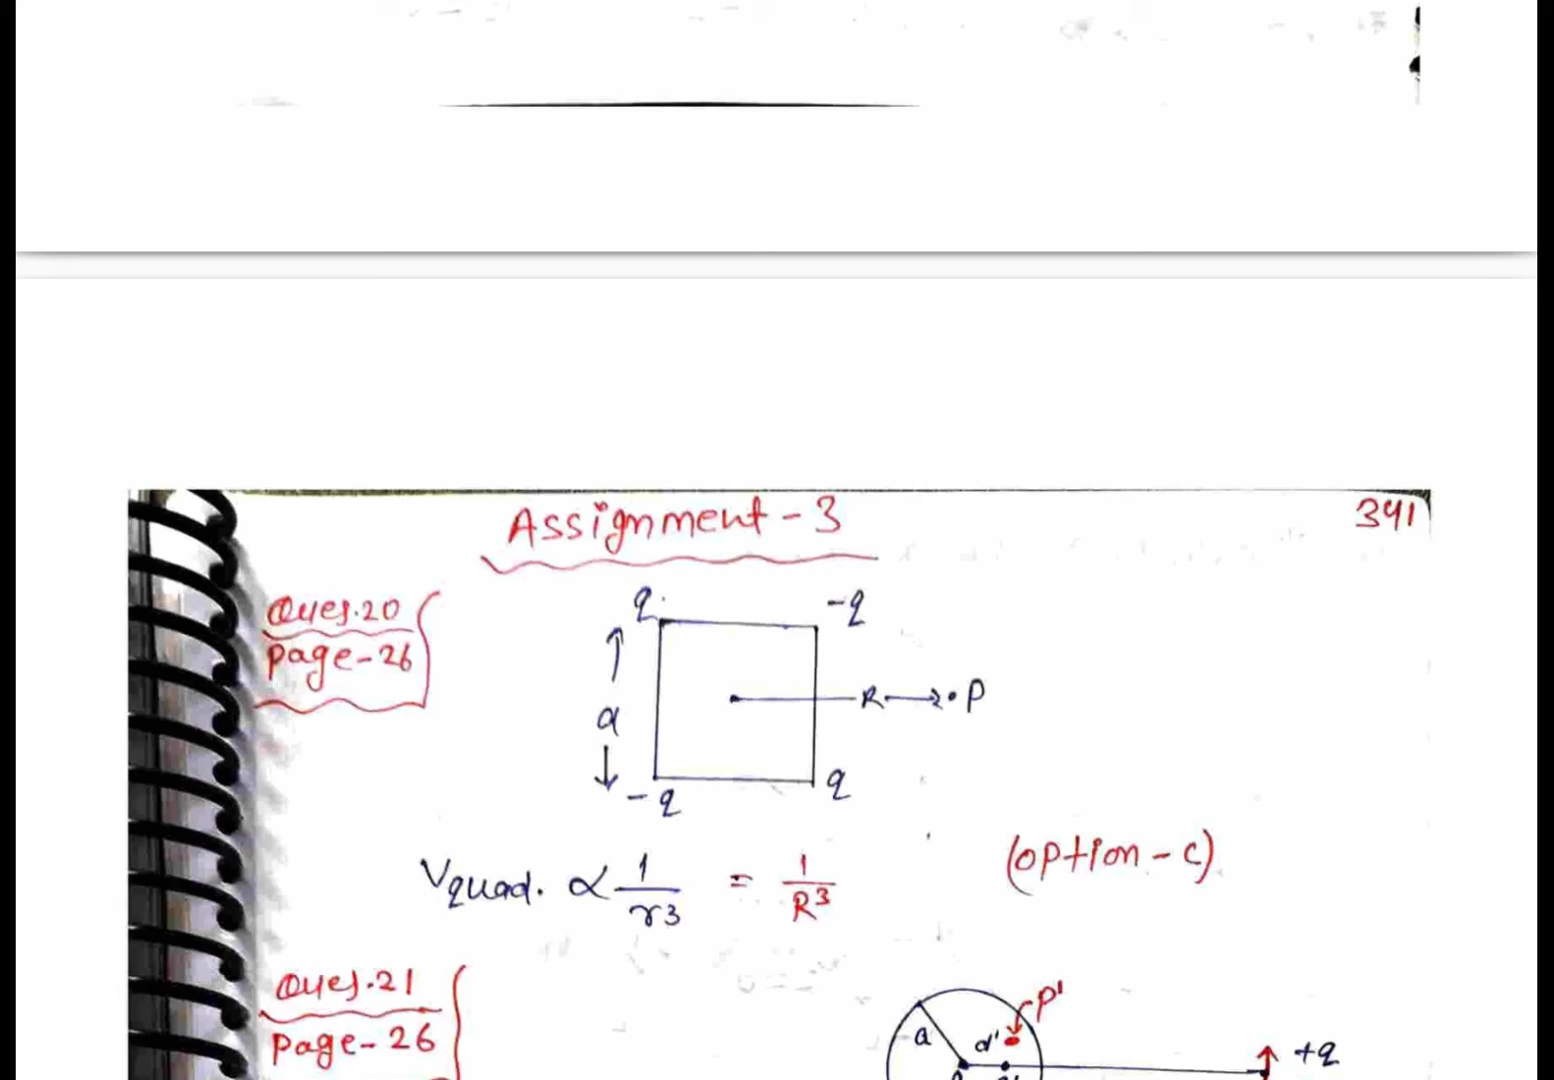 Assignment - 3
341
Ques.20
page-26
q
-q
a
R
P
-q
q
Vquad. ∝ 1/r3 = 1/R3
(option - c)
Ques.21
page- 26
P'
a
d'
+q